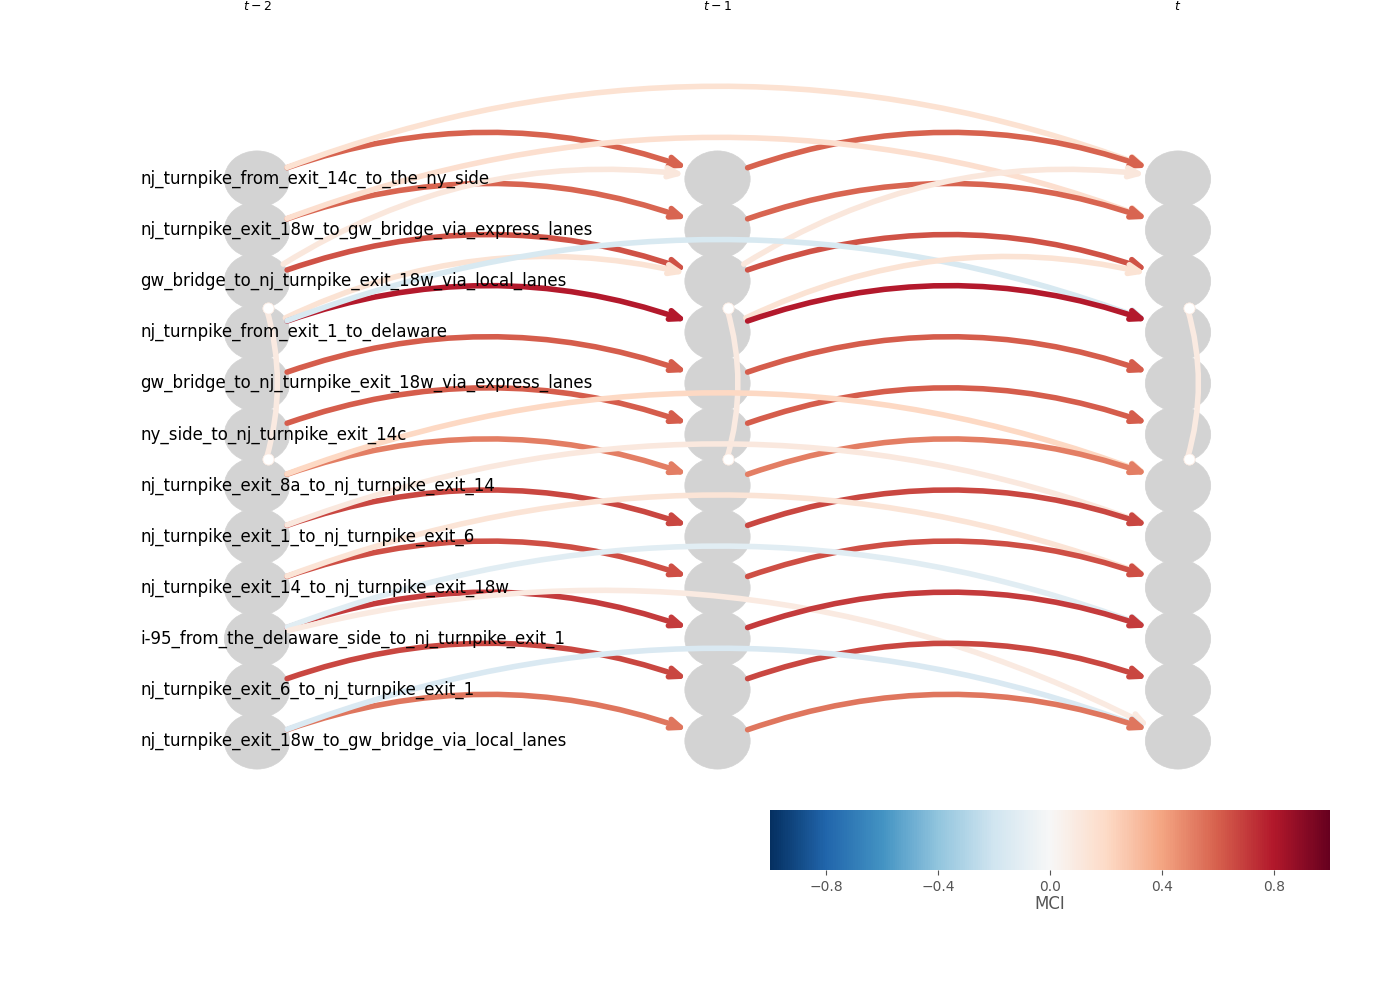 t − 2 t − 1 t
nj_turnpike_from_exit_14c_to_the_ny_side
nj_turnpike_exit_18w_to_gw_bridge_via_express_lanes
gw_bridge_to_nj_turnpike_exit_18w_via_local_lanes
nj_turnpike_from_exit_1_to_delaware
gw_bridge_to_nj_turnpike_exit_18w_via_express_lanes
ny_side_to_nj_turnpike_exit_14c
nj_turnpike_exit_8a_to_nj_turnpike_exit_14
nj_turnpike_exit_1_to_nj_turnpike_exit_6
nj_turnpike_exit_14_to_nj_turnpike_exit_18w
i-95_from_the_delaware_side_to_nj_turnpike_exit_1
nj_turnpike_exit_6_to_nj_turnpike_exit_1
nj_turnpike_exit_18w_to_gw_bridge_via_local_lanes
−0.8 −0.4 0.0 0.4 0.8
MCI